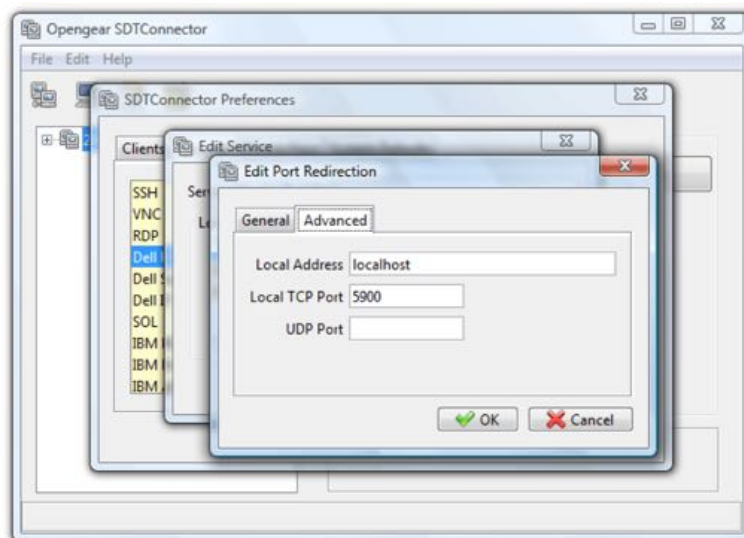 Opengear SDTConnector
File Edit Help
SDTConnector Preferences
Clients
Edit Service
Edit Port Redirection
SSH
VNC
RDP
Dell
Dell
Dell
SOL
IBM
IBM
IBM
General Advanced
Local Address localhost
Local TCP Port 5900
UDP Port
OK Cancel